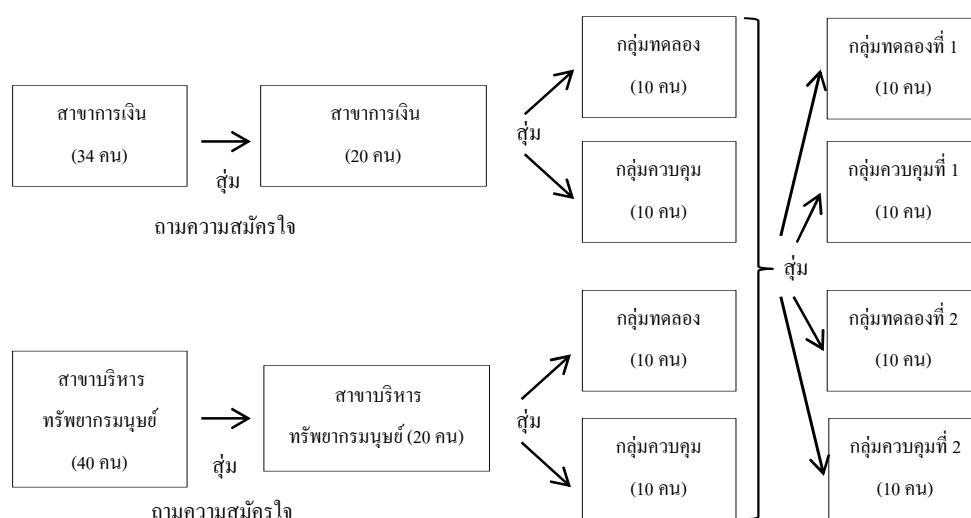 สาขาการเงิน
(34 คน)
สุ่ม
ถามความสมัครใจ
สาขาการเงิน
(20 คน)
สุ่ม
กลุ่มทดลอง
(10 คน)
กลุ่มควบคุม
(10 คน)
สาขาบริหาร
ทรัพยากรมนุษย์
(40 คน)
สุ่ม
ถามความสมัครใจ
สาขาบริหาร
ทรัพยากรมนุษย์ (20 คน)
สุ่ม
กลุ่มทดลอง
(10 คน)
กลุ่มควบคุม
(10 คน)
สุ่ม
กลุ่มทดลองที่ 1
(10 คน)
กลุ่มควบคุมที่ 1
(10 คน)
กลุ่มทดลองที่ 2
(10 คน)
กลุ่มควบคุมที่ 2
(10 คน)